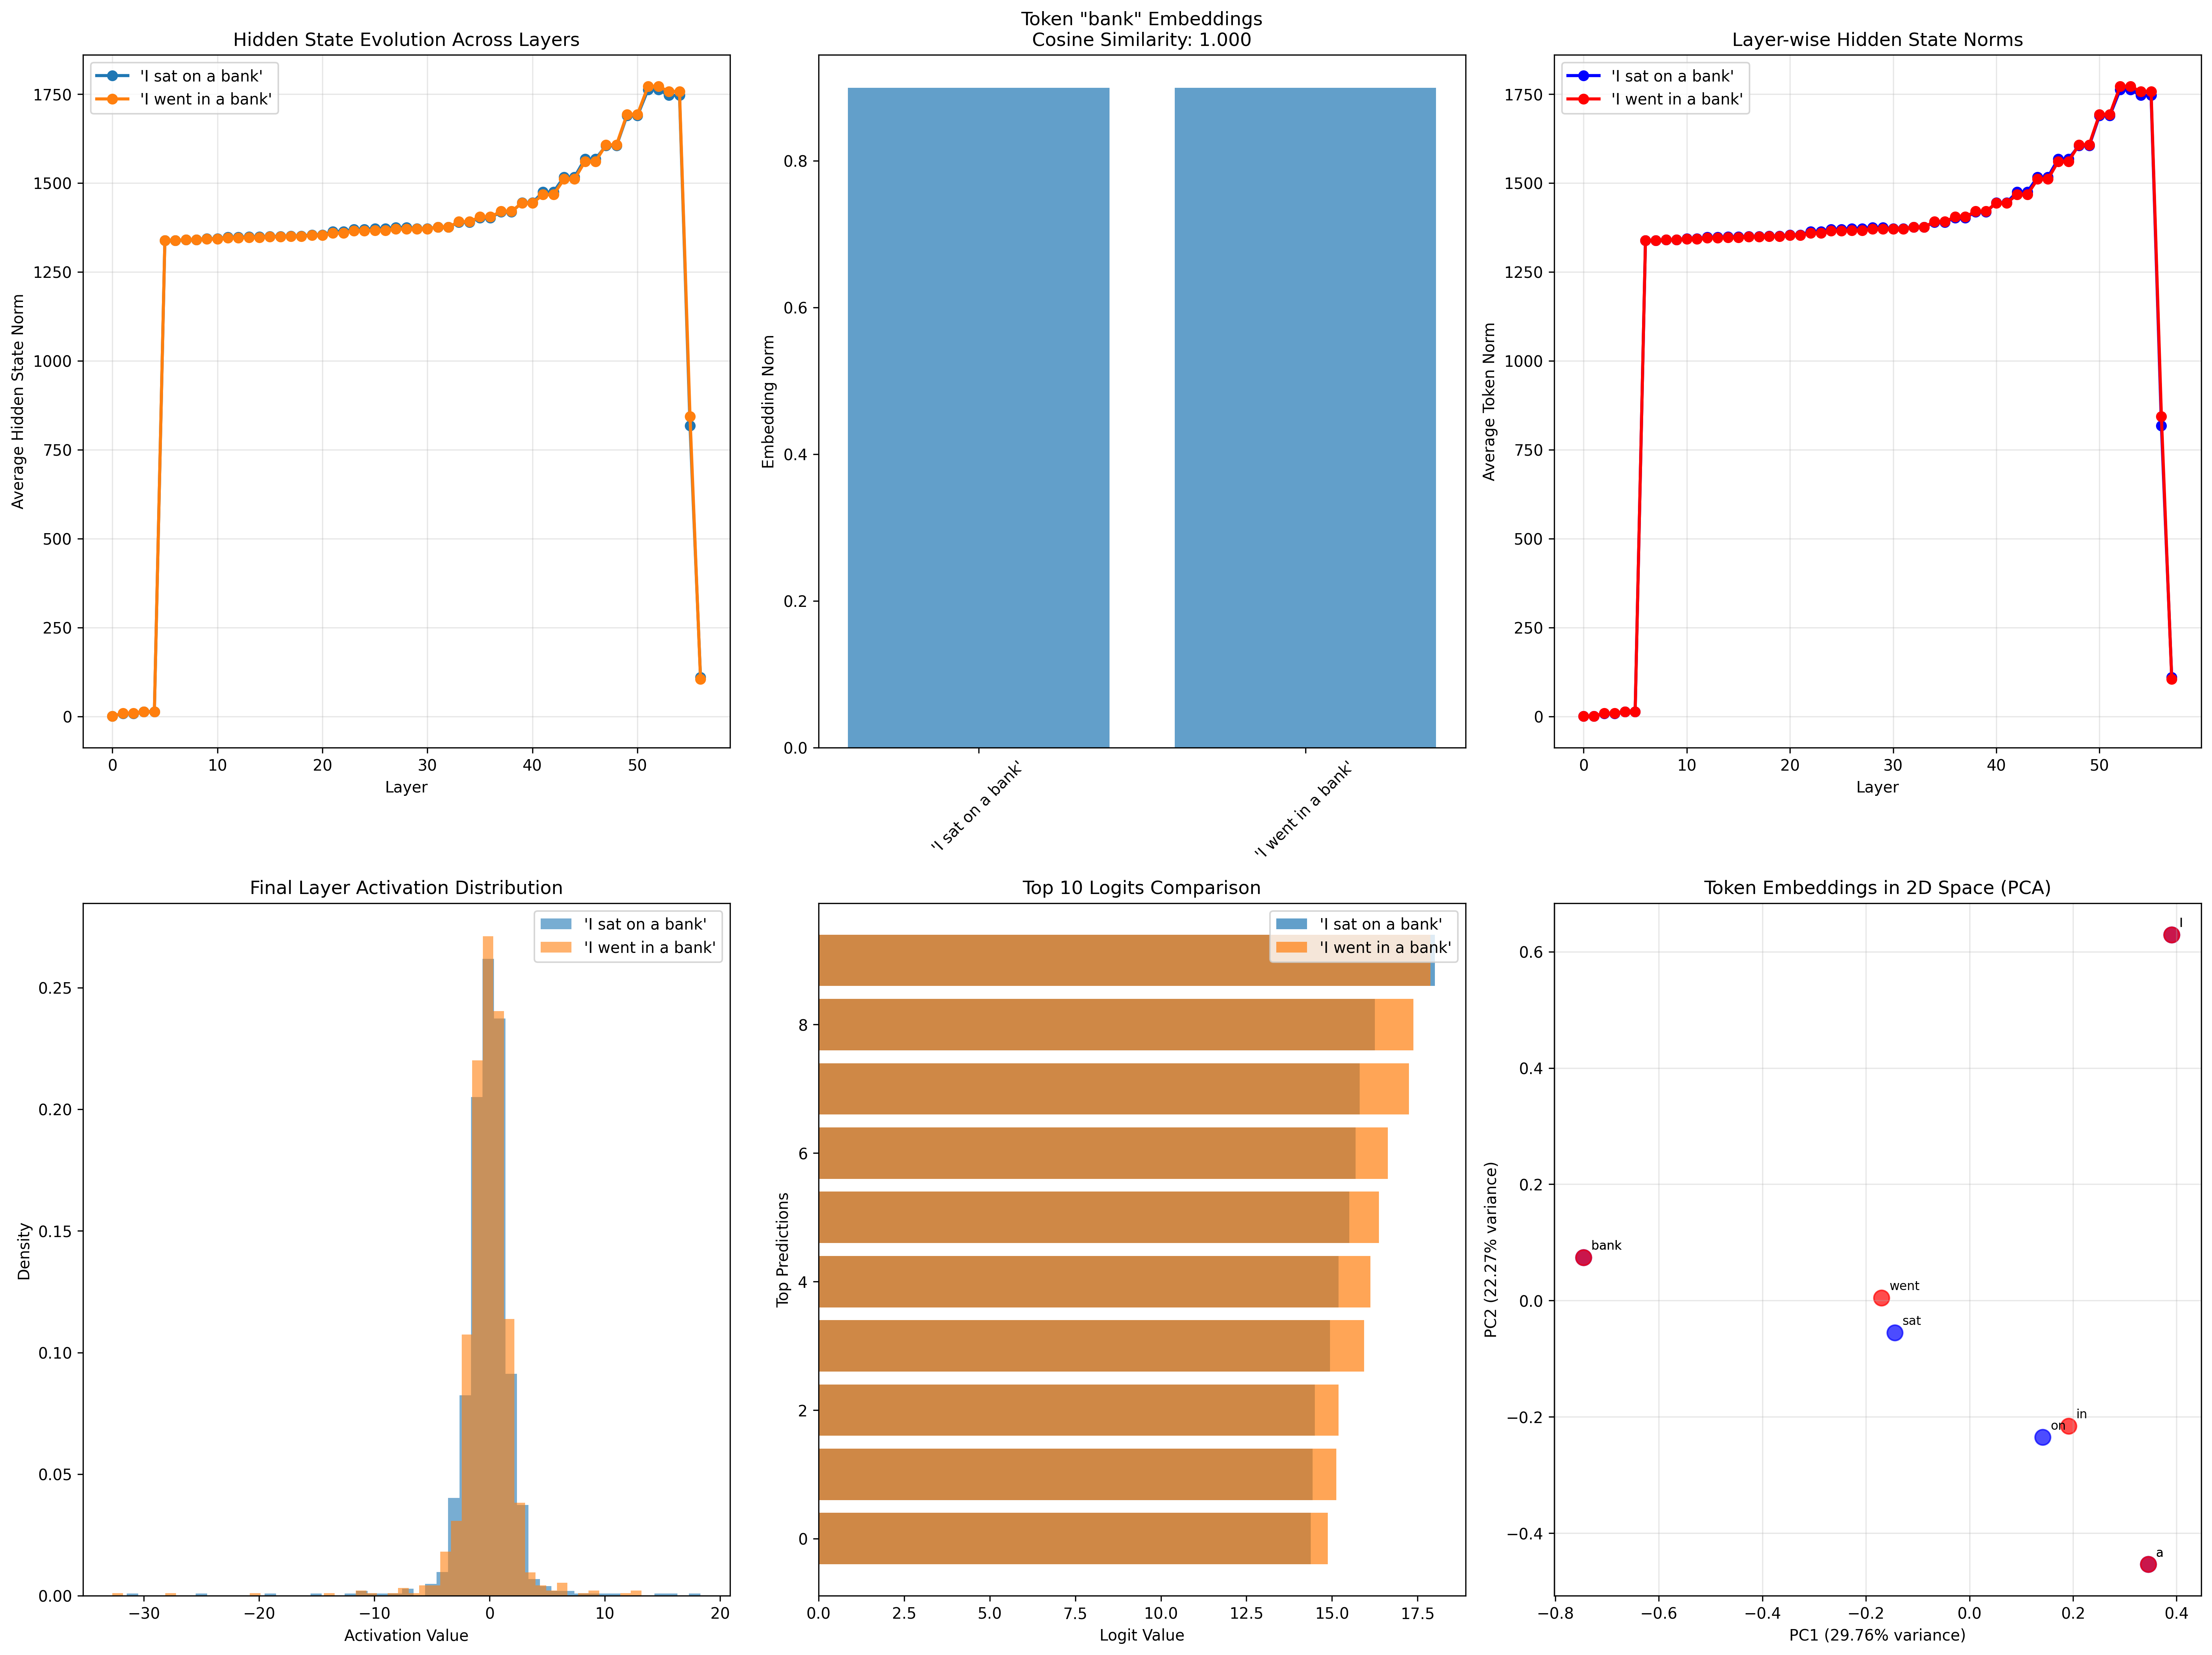 Hidden State Evolution Across Layers
'I sat on a bank'
'I went in a bank'
1750
1500
1250
1000
750
500
250
0
Average Hidden State Norm
0 10 20 30 40 50
Layer
Token "bank" Embeddings
Cosine Similarity: 1.000
0.8
0.6
0.4
0.2
0.0
Embedding Norm
'I sat on a bank'
'I went in a bank'
Layer-wise Hidden State Norms
'I sat on a bank'
'I went in a bank'
1750
1500
1250
1000
750
500
250
0
Average Token Norm
0 10 20 30 40 50
Layer
Final Layer Activation Distribution
'I sat on a bank'
'I went in a bank'
0.25
0.20
0.15
0.10
0.05
0.00
Density
−30 −20 −10 0 10 20
Activation Value
Top 10 Logits Comparison
'I sat on a bank'
'I went in a bank'
8
6
4
2
0
Top Predictions
0.0 2.5 5.0 7.5 10.0 12.5 15.0 17.5
Logit Value
Token Embeddings in 2D Space (PCA)
I
bank
went
sat
in
on
a
0.6
0.4
0.2
0.0
−0.2
−0.4
PC2 (22.27% variance)
−0.8 −0.6 −0.4 −0.2 0.0 0.2 0.4
PC1 (29.76% variance)